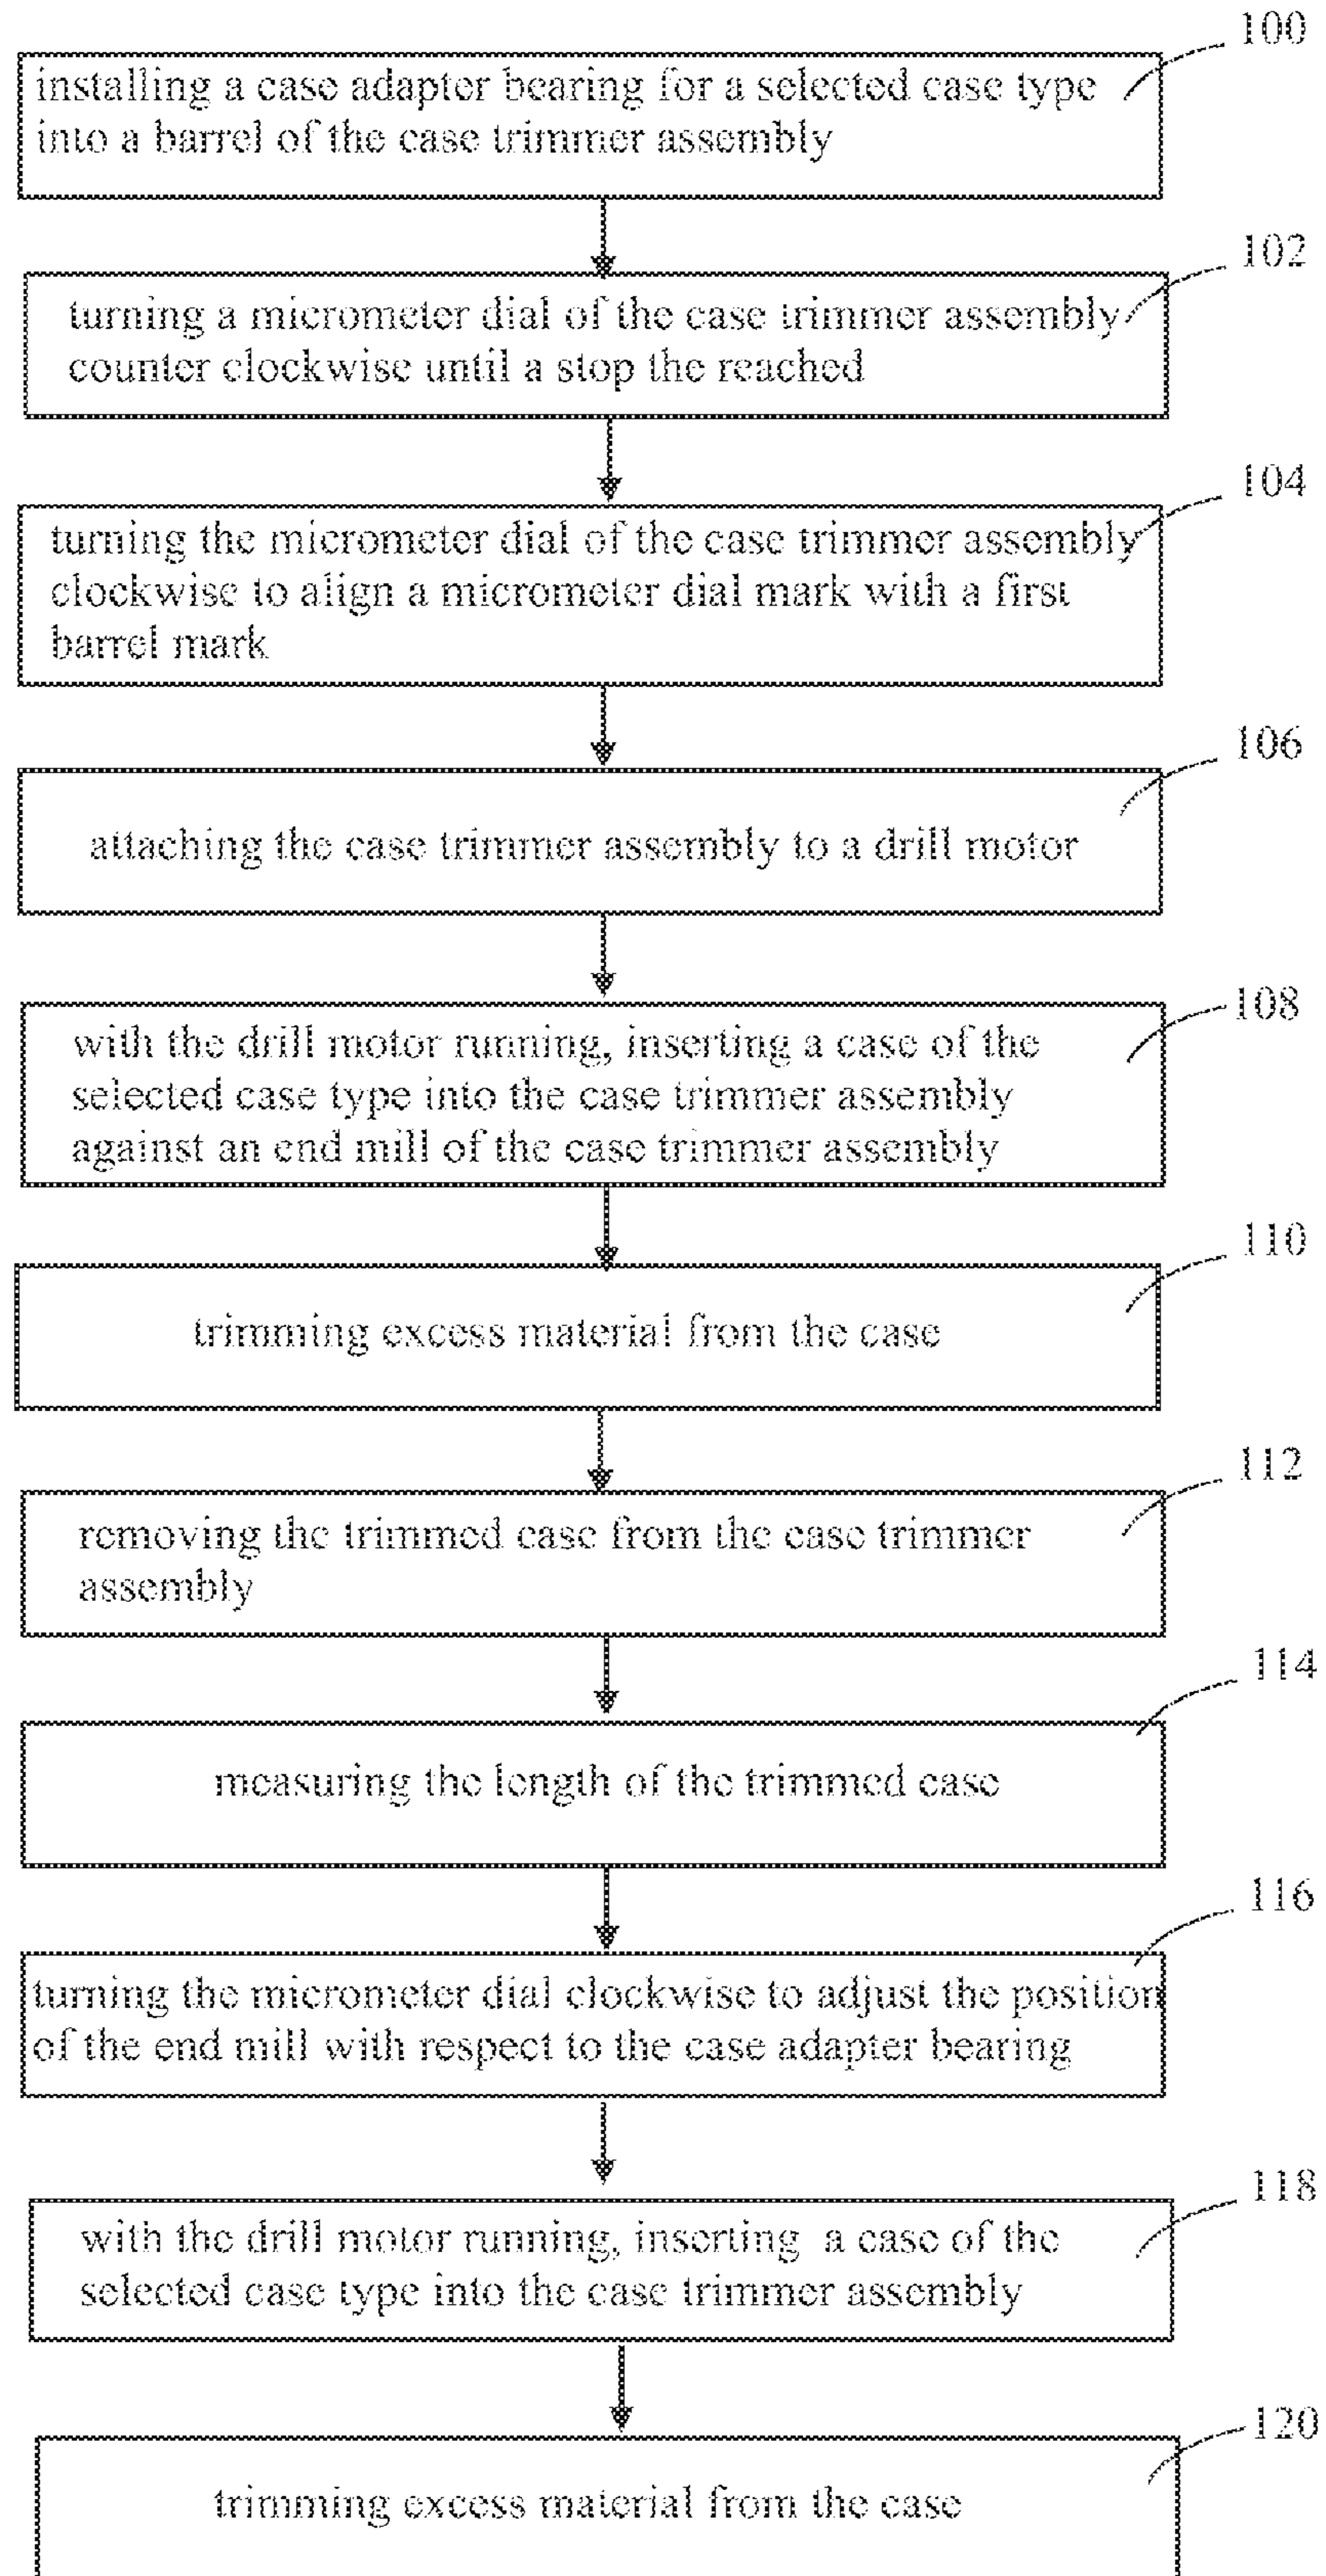 100
installing a case adapter bearing for a selected case type
into a barrel of the case trimmer assembly
102
turning a micrometer dial of the case trimmer assembly
counter clockwise until a stop the reached
104
turning the micrometer dial of the case trimmer assembly
clockwise to align a micrometer dial mark with a first
barrel mark
106
attaching the case trimmer assembly to a drill motor
108
with the drill motor running, inserting a case of the
selected case type into the case trimmer assembly
against an end mill of the case trimmer assembly
110
trimming excess material from the case
112
removing the trimmed case from the case trimmer
assembly
114
measuring the length of the trimmed case
116
turning the micrometer dial clockwise to adjust the position
of the end mill with respect to the case adapter bearing
118
with the drill motor running, inserting a case of the
selected case type into the case trimmer assembly
120
trimming excess material from the case